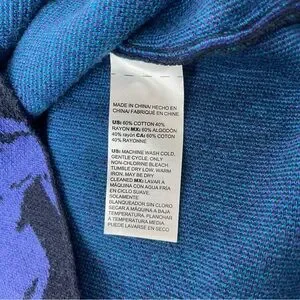 MADE IN CHINA/ HECHO EN
CHINA/ FABRIQUÉ EN CHINE
US: 60% COTTON 40%
RAYON MX: 60% ALGODÓN
40% rayón CA: 60% COTON
40% RAYONNE
US: MACHINE WASH COLD,
GENTLE CYCLE, ONLY
NON-CHLORINE BLEACH,
TUMBLE DRY LOW, WARM
IRON, MAY BE DRY
CLEANED MX: LAVAR A
MÁQUINA CON AGUA FRÍA
EN CICLO SUAVE,
SOLAMENTE
BLANQUEADOR SIN CLORO
SECAR A MÁQUINA A BAJA
TEMPERATURA, PLANCHAR
A TEMPERATURA MEDIA,
PUEDE LAVARSE EN SECO